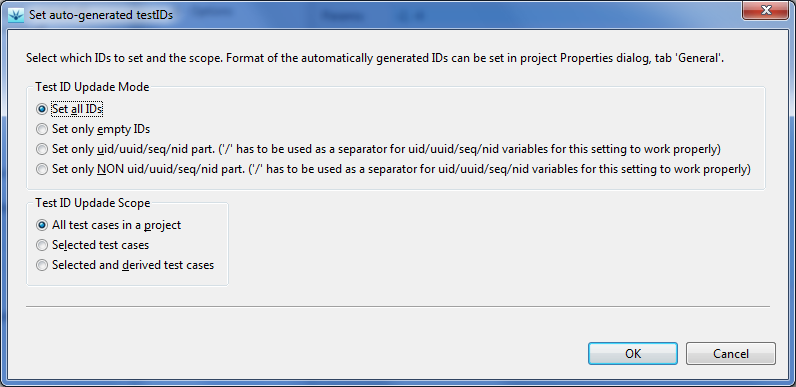 Set auto-generated testIDs
Select which IDs to set and the scope. Format of the automatically generated IDs can be set in project Properties dialog, tab 'General'.
Test ID Updade Mode
Set all IDs
Set only empty IDs
Set only uid/uuid/seq/nid part. ('/' has to be used as a separator for uid/uuid/seq/nid variables for this setting to work properly)
Set only NON uid/uuid/seq/nid part. ('/' has to be used as a separator for uid/uuid/seq/nid variables for this setting to work properly)
Test ID Updade Scope
All test cases in a project
Selected test cases
Selected and derived test cases
OK
Cancel